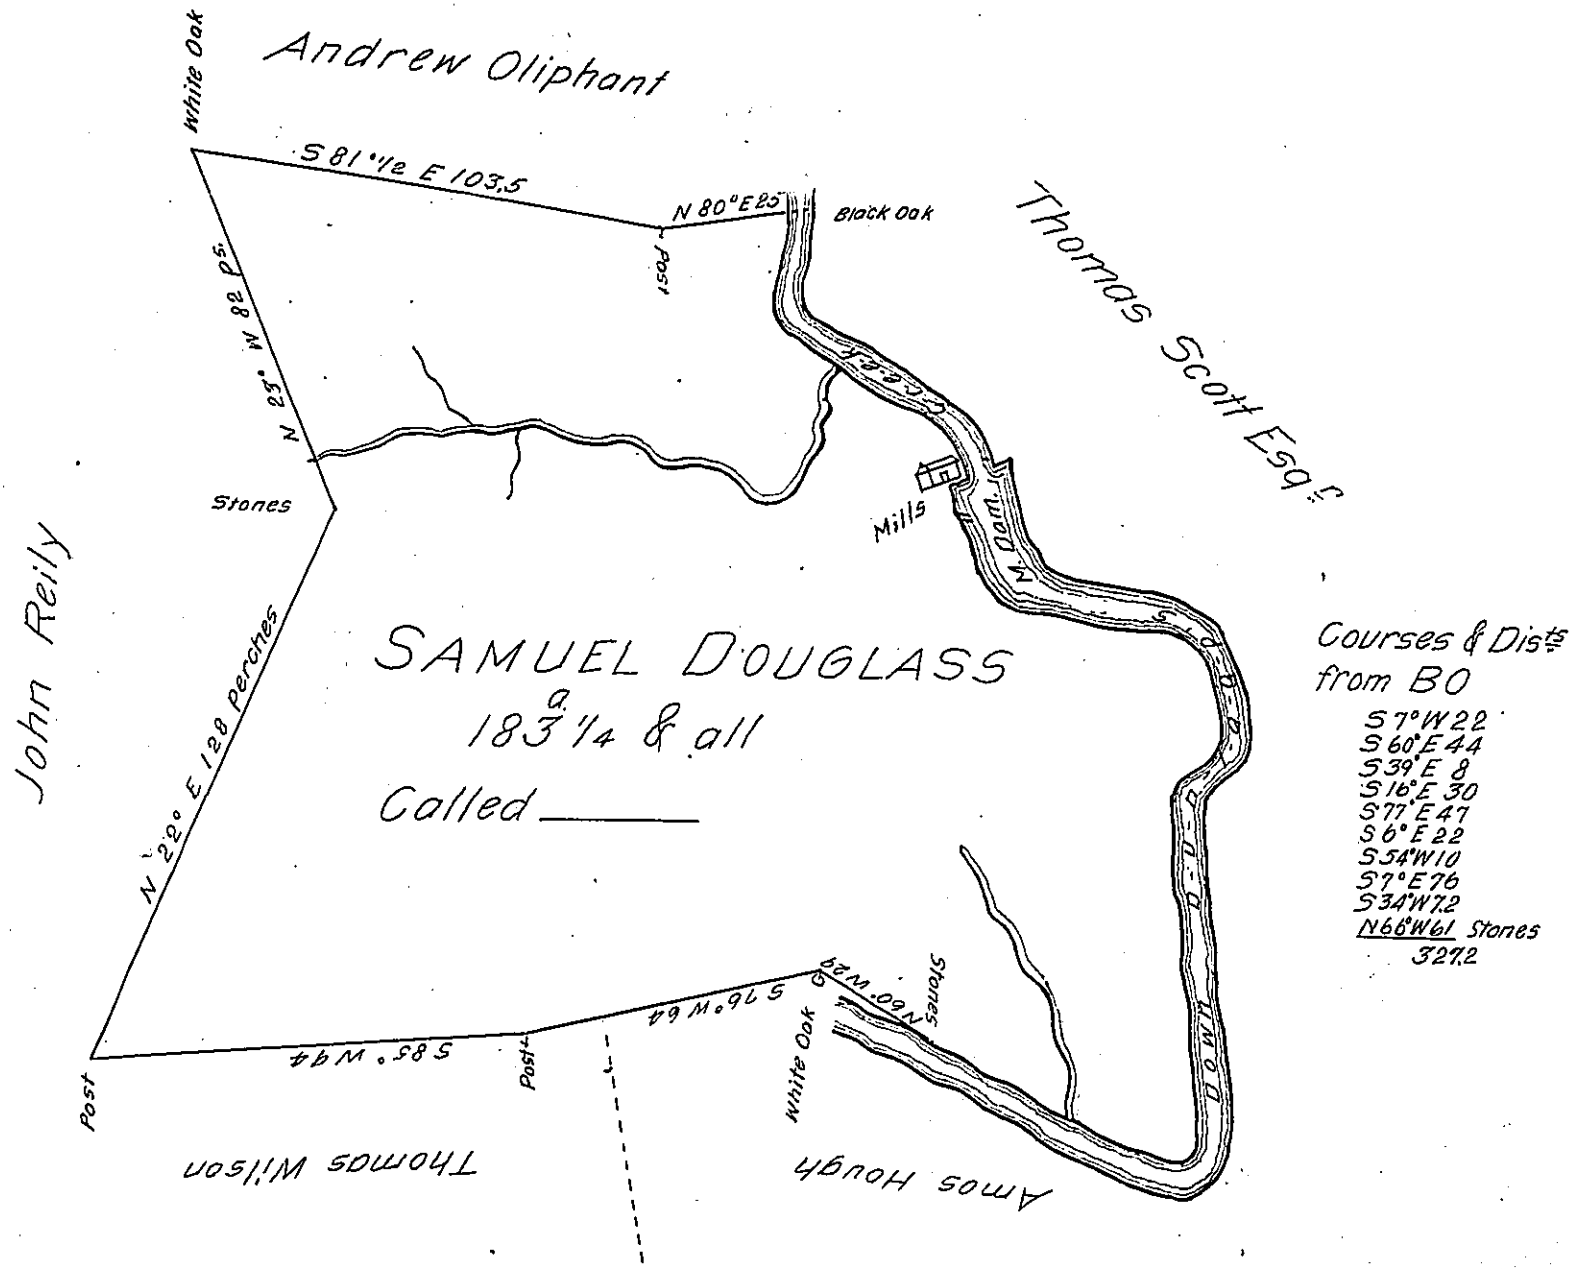 White Oak
Andrew Oliphant
S 81°1/2 E 103,5
N 80° E 25
Black Oak
Post
Thomas Scott Esqr
N 23° W 82 ps.
Creek
Stones
Mills
M. Dam.
John Reily
N 22° E 128 perches
SAMUEL DOUGLASS
a.
183 1/4 & all
Called
Courses & Dists
from BO
S 7° W 22
S 60° E 44
S 39° E 8
S 16° E 30
S 77° E 47
S 6° E 22
S 54° W 10
S 7° E 76
S 34° W 7.2
N 66° W 61 Stones
327.2
Down
Stones
N 60° W 29
S 76° W 64
White Oak
S 85° W 94
Post
Post
Thomas Wilson
Amos Hough